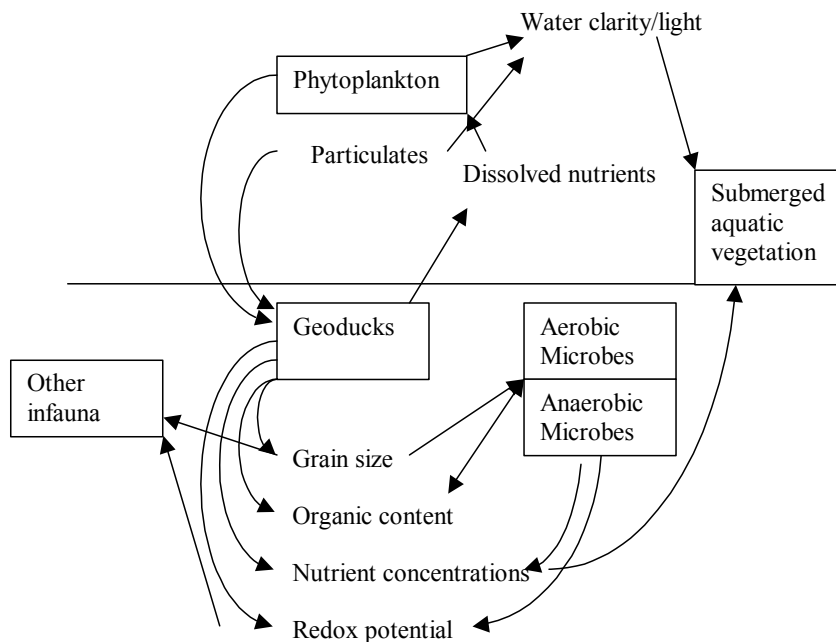 Water clarity/light
Phytoplankton
Particulates
Dissolved nutrients
Submerged
aquatic
vegetation
Geoducks
Aerobic
Microbes
Other
infauna
Anaerobic
Microbes
Grain size
Organic content
Nutrient concentrations
Redox potential